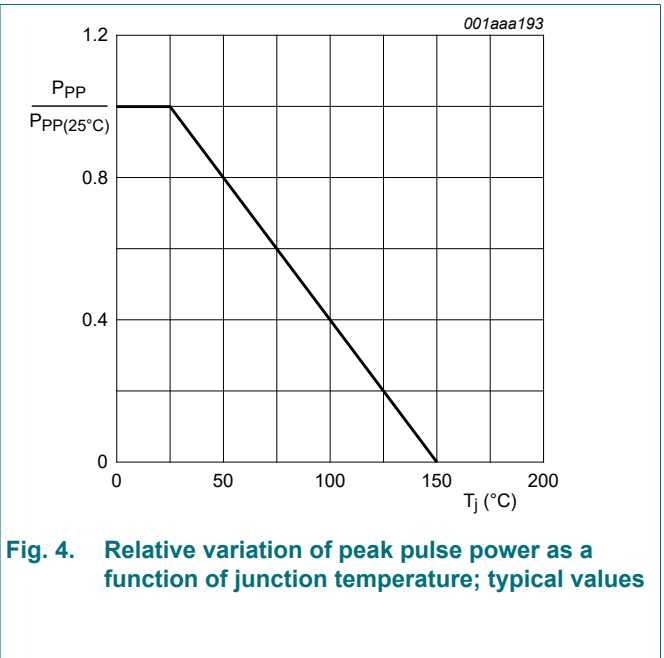 001aaa193
1.2
PPP
PPP(25°C)
0.8
0.4
0
0 50 100 150 200
Tj (°C)
Fig. 4. Relative variation of peak pulse power as a
function of junction temperature; typical values